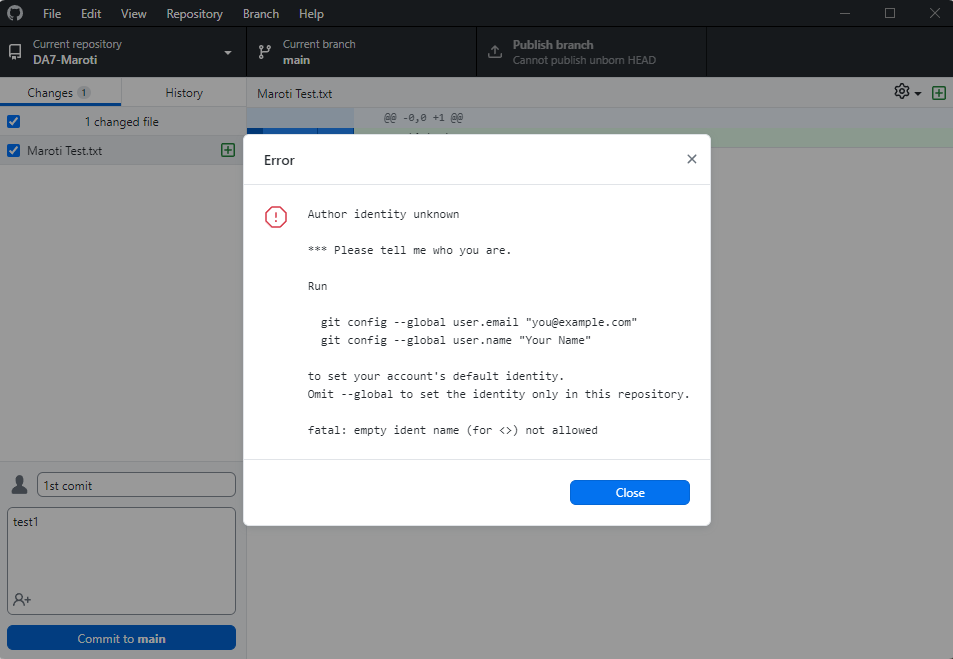 File Edit View Repository Branch Help
Current repository
DA7-Maroti
Current branch
main
Publish branch
Cannot publish unborn HEAD
Changes 1 History
Maroti Test.txt
1 changed file
@@ -0,0 +1 @@
Maroti Test.txt
Error
Author identity unknown
*** Please tell me who you are.
Run
git config --global user.email "you@example.com"
git config --global user.name "Your Name"
to set your account's default identity.
Omit --global to set the identity only in this repository.
fatal: empty ident name (for <>) not allowed
Close
1st comit
test1
Commit to main